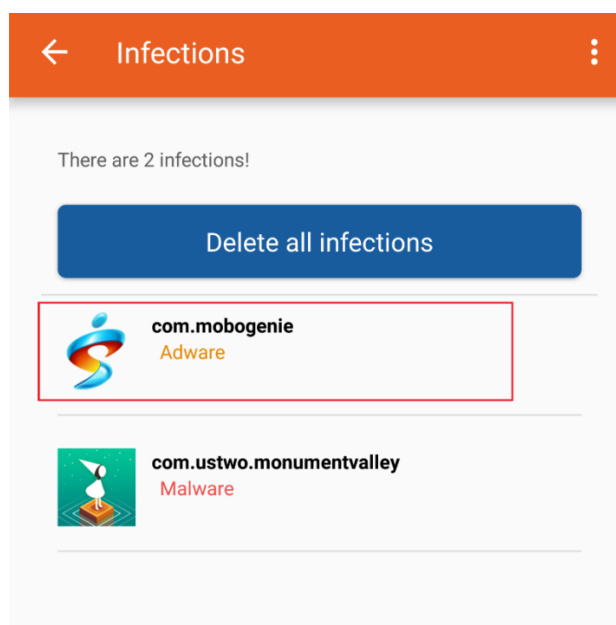 Infections
There are 2 infections!
Delete all infections
com.mobogenie
Adware
com.ustwo.monumentvalley
Malware